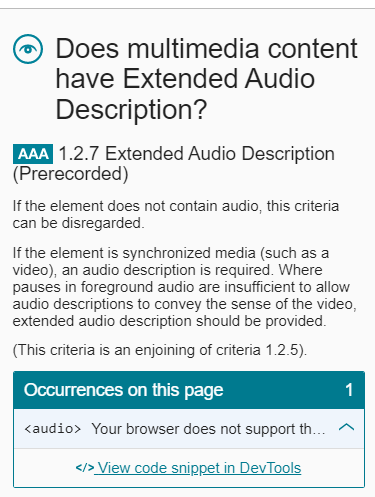 Does multimedia content
have Extended Audio
Description?
AAA 1.2.7 Extended Audio Description
(Prerecorded)
If the element does not contain audio, this criteria
can be disregarded.
If the element is synchronized media (such as a
video), an audio description is required. Where
pauses in foreground audio are insufficient to allow
audio descriptions to convey the sense of the video,
extended audio description should be provided.
(This criteria is an enjoining of criteria 1.2.5).
Occurrences on this page 1
<audio> Your browser does not support th...
</> View code snippet in DevTools